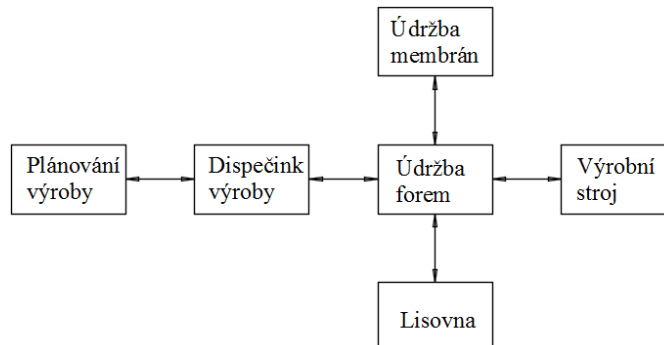 Údržba
membrán
Plánování
výroby
Dispečink
výroby
Údržba
forem
Výrobní
stroj
Lisovna